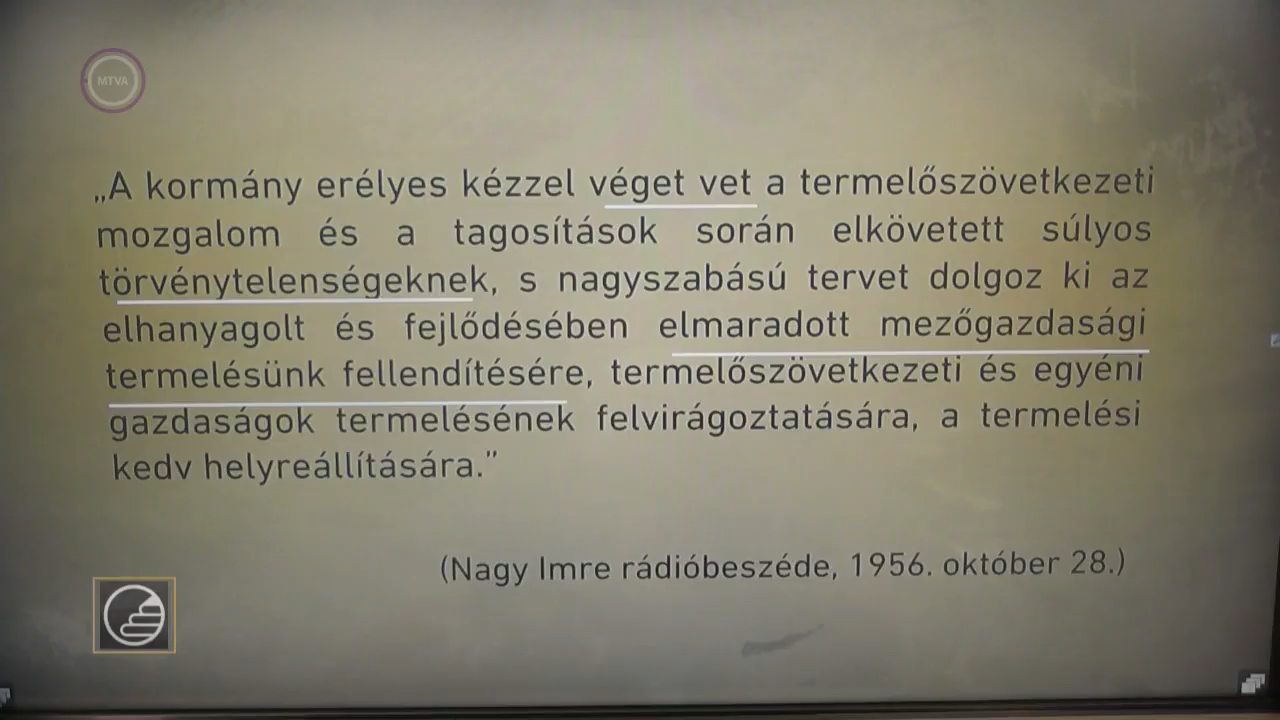 MTVA
„A kormány erélyes kézzel véget vet a termelőszövetkezeti
mozgalom és a tagosítások során elkövetett súlyos
törvénytelenségeknek, s nagyszabású tervet dolgoz ki az
elhanyagolt és fejlődésében elmaradott mezőgazdasági
termelésünk fellendítésére, termelőszövetkezeti és egyéni
gazdaságok termelésének felvirágoztatására, a termelési
kedv helyreállítására.”
(Nagy Imre rádióbeszéde, 1956. október 28.)